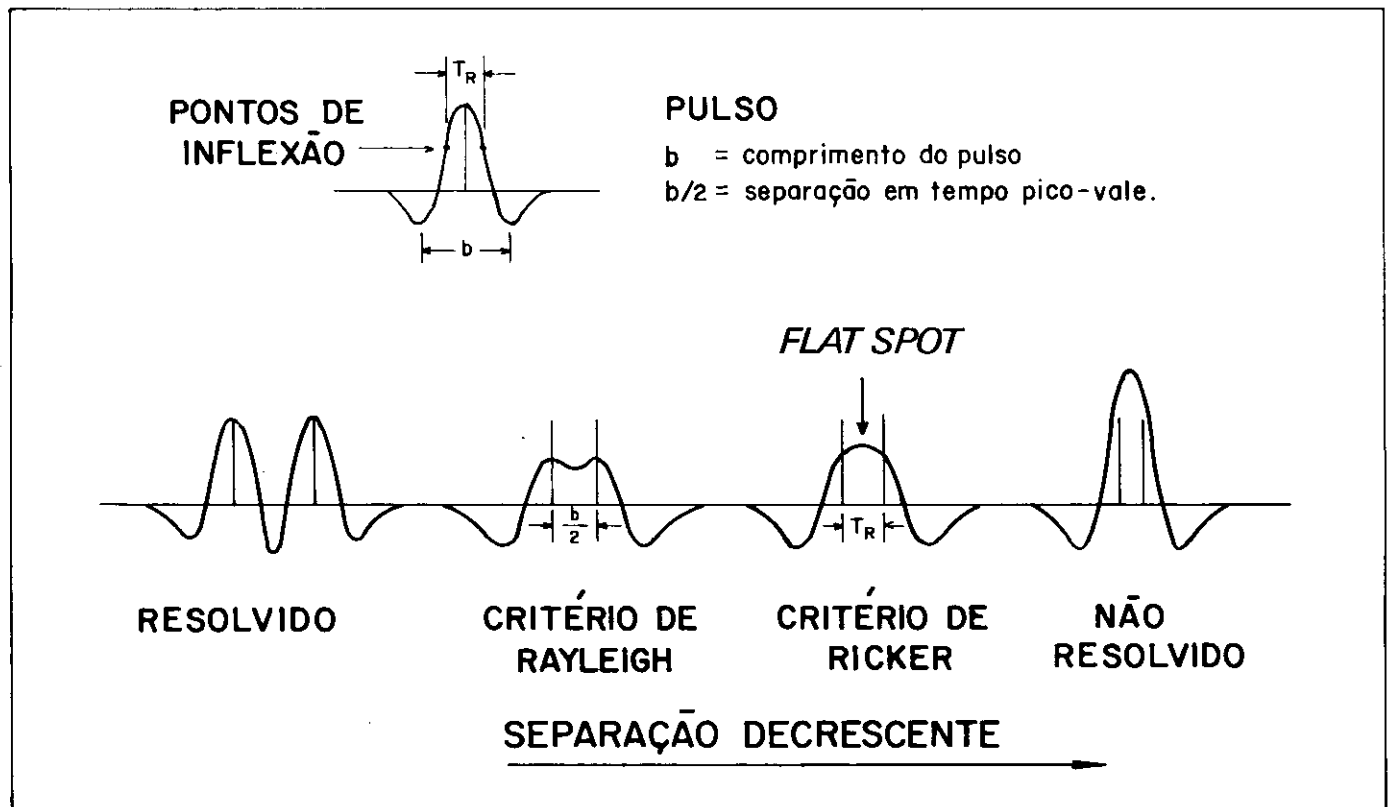 T_R
PONTOS DE
INFLEXÃO
PULSO
b = comprimento do pulso
b/2 = separação em tempo pico-vale.
b
FLAT SPOT
b/2
T_R
RESOLVIDO
CRITÉRIO DE
RAYLEIGH
CRITÉRIO DE
RICKER
NÃO
RESOLVIDO
SEPARAÇÃO DECRESCENTE